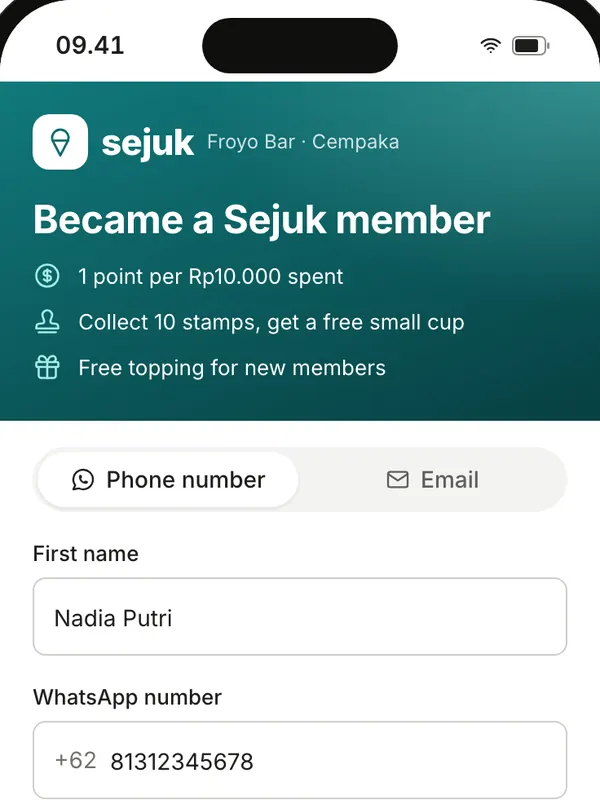 09.41
sejuk Froyo Bar · Cempaka
Became a Sejuk member
1 point per Rp10.000 spent
Collect 10 stamps, get a free small cup
Free topping for new members
Phone number Email
First name
Nadia Putri
WhatsApp number
+62 81312345678